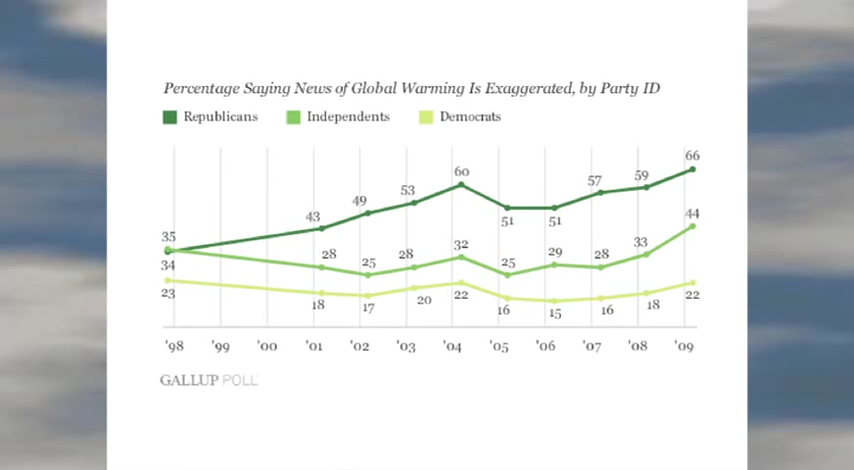 Percentage Saying News of Global Warming Is Exaggerated, by Party ID
Republicans Independents Democrats
66
60
59
57
53
49
51 51
43
44
35
34
28 25 28 32 25 29 28 33
23
18 17 20 22 16 15 16 18 22
'98 '99 '00 '01 '02 '03 '04 '05 '06 '07 '08 '09
GALLUP POLL